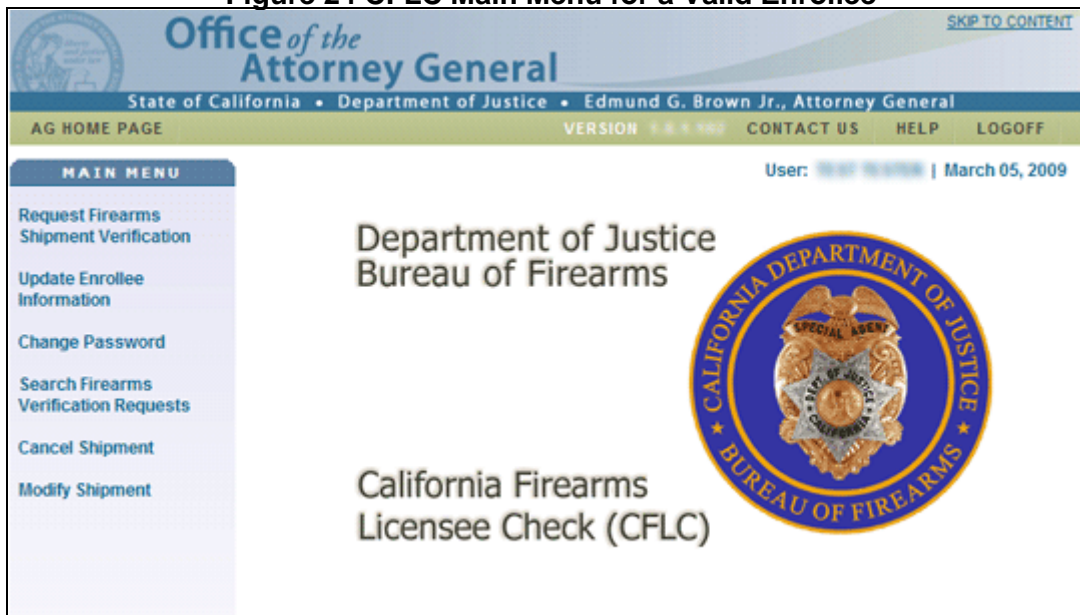 Figure 21 CFLC Main Menu for a Valid Enrollee
SKIP TO CONTENT
Office of the
Attorney General
State of California • Department of Justice • Edmund G. Brown Jr., Attorney General
AG HOME PAGE
VERSION
CONTACT US
HELP
LOGOFF
MAIN MENU
User: | March 05, 2009
Request Firearms
Shipment Verification
Update Enrollee
Information
Change Password
Search Firearms
Verification Requests
Cancel Shipment
Modify Shipment
Department of Justice
Bureau of Firearms
CALIFORNIA DEPARTMENT OF JUSTICE
SPECIAL AGENT
DEPT. OF JUSTICE
CALIFORNIA
★ BUREAU OF FIREARMS ★
California Firearms
Licensee Check (CFLC)